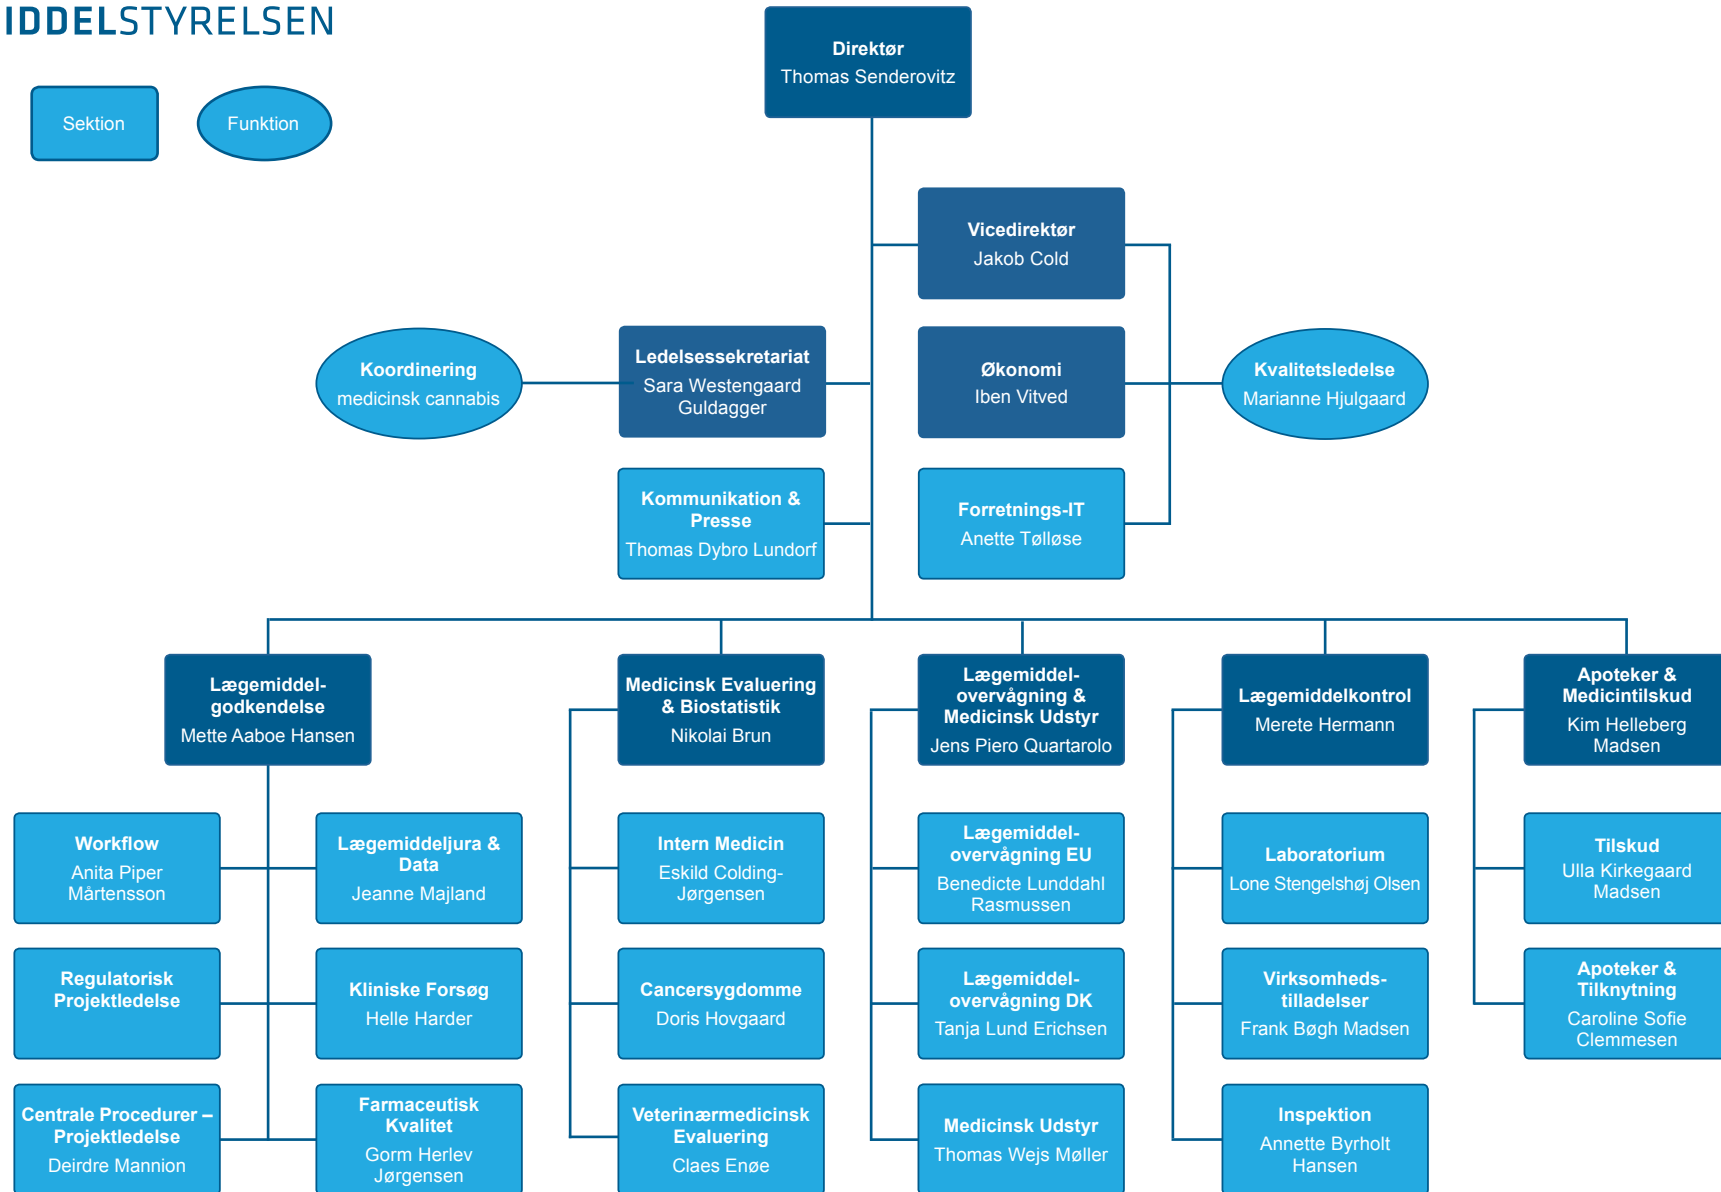 IDDELSTYRELSEN
Sektion
Funktion
Direktør
Thomas Senderovitz
Vicedirektør
Jakob Cold
Koordinering
medicinsk cannabis
Ledelsessekretariat
Sara Westengaard
Guldagger
Økonomi
Iben Vitved
Kvalitetsledelse
Marianne Hjulgaard
Kommunikation &
Presse
Thomas Dybro Lundorf
Forretnings-IT
Anette Tølløse
Lægemiddel-
godkendelse
Mette Aaboe Hansen
Medicinsk Evaluering
& Biostatistik
Nikolai Brun
Lægemiddel-
overvågning &
Medicinsk Udstyr
Jens Piero Quartarolo
Lægemiddelkontrol
Merete Hermann
Apoteker &
Medicintilskud
Kim Helleberg
Madsen
Workflow
Anita Piper
Mårtensson
Lægemiddeljura &
Data
Jeanne Majland
Intern Medicin
Eskild Colding-
Jørgensen
Lægemiddel-
overvågning EU
Benedicte Lunddahl
Rasmussen
Laboratorium
Lone Stengelshøj Olsen
Tilskud
Ulla Kirkegaard
Madsen
Regulatorisk
Projektledelse
Kliniske Forsøg
Helle Harder
Cancersygdomme
Doris Hovgaard
Lægemiddel-
overvågning DK
Tanja Lund Erichsen
Virksomheds-
tilladelser
Frank Bøgh Madsen
Apoteker &
Tilknytning
Caroline Sofie
Clemmesen
Centrale Procedurer –
Projektledelse
Deirdre Mannion
Farmaceutisk
Kvalitet
Gorm Herlev
Jørgensen
Veterinærmedicinsk
Evaluering
Claes Enøe
Medicinsk Udstyr
Thomas Wejs Møller
Inspektion
Annette Byrholt
Hansen